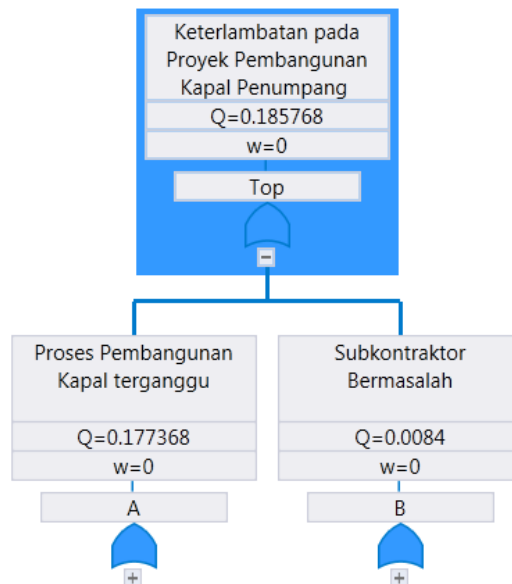 Keterlambatan pada
Proyek Pembangunan
Kapal Penumpang
Q=0.185768
w=0
Top
Proses Pembangunan
Kapal terganggu
Q=0.177368
w=0
A
Subkontraktor
Bermasalah
Q=0.0084
w=0
B